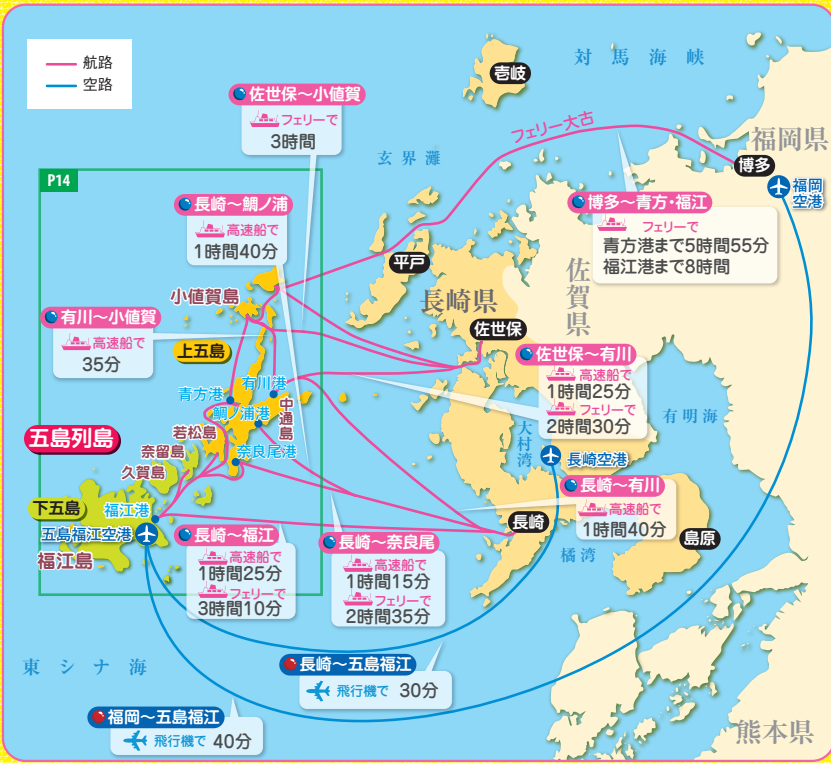 航路
空路
対馬海峡
壱岐
佐世保～小値賀
フェリーで
3時間
フェリー大古
福岡県
玄界灘
博多
福岡
空港
P14
長崎～鯛ノ浦
高速船で
1時間40分
博多～青方・福江
フェリーで
青方港まで5時間55分
福江港まで8時間
平戸
佐賀県
小値賀島
長崎県
有川～小値賀
高速船で
35分
佐世保
上五島
佐世保～有川
高速船で
1時間25分
フェリーで
2時間30分
青方港
有川港
鯛ノ浦港
中通島
有明海
五島列島
若松島
奈留島
奈良尾港
大村湾
長崎空港
久賀島
長崎～有川
高速船で
1時間40分
下五島
福江港
五島福江空港
長崎
島原
福江島
橘湾
長崎～福江
高速船で
1時間25分
フェリーで
3時間10分
長崎～奈良尾
高速船で
1時間15分
フェリーで
2時間35分
東シナ海
長崎～五島福江
飛行機で 30分
福岡～五島福江
飛行機で 40分
熊本県